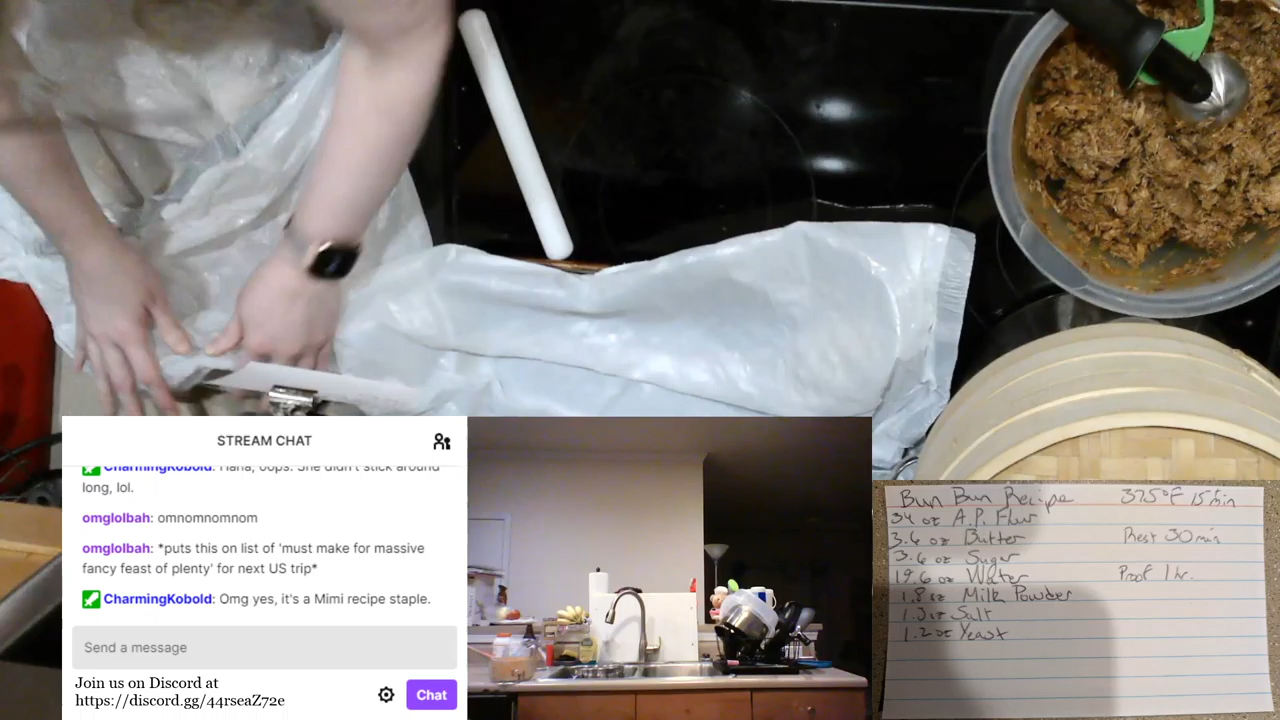 STREAM CHAT
CharmingKobold: Haha, oops. She didn't stick around
long, lol.
omglolbah: omnomnomnom
omglolbah: *puts this on list of 'must make for massive
fancy feast of plenty' for next US trip*
CharmingKobold: Omg yes, it's a Mimi recipe staple.
Send a message
Join us on Discord at
https://discord.gg/44rseaZ72e
Chat
Bun Bun Recipe 375°F 15 min
34 oz A.P. Flur
3.6 oz Butter Rest 30 min
3.6 oz Sugar
19.6 oz Water Proof 1 hr.
1.8 oz Milk Powder
1.3 oz Salt
1.2 oz Yeast